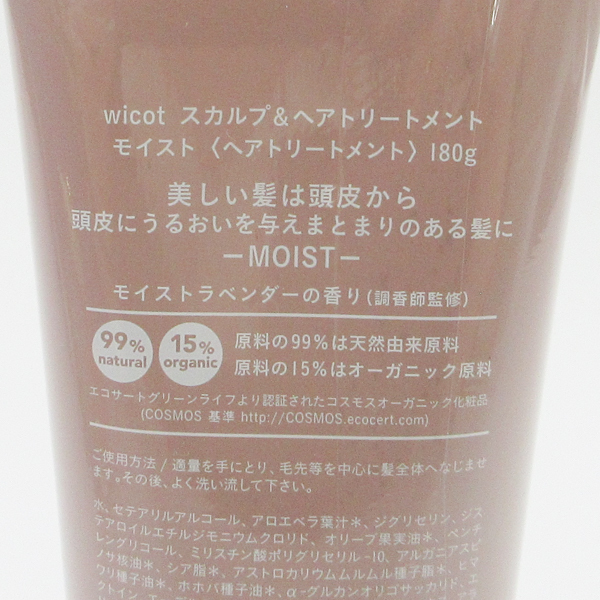 wicot スカルプ&ヘアトリートメント
モイスト〈ヘアトリートメント〉180g
美しい髪は頭皮から
頭皮にうるおいを与えまとまりのある髪に
—MOIST—
モイストラベンダーの香り(調香師監修)
99% natural
15% organic
原料の99%は天然由来原料
原料の15%はオーガニック原料
エコサートグリーンライフより認証されたコスモスオーガニック化粧品
(COSMOS 基準 http://COSMOS.ecocert.com)
ご使用方法/適量を手にとり、毛先等を中心に髪全体へなじませ
ます。その後、よく洗い流して下さい。
水、セテアリルアルコール、アロエベラ葉汁*、ジグリセリン、ジス
テアロイルエチルジモニウムクロリド、オリーブ果実油*、ペンチ
レングリコール、ミリスチン酸ポリグリセリル-10、アルガニアスピ
ノサ核油*、シア脂*、アストロカリウムムルムル種子脂*、ヒマ
ワリ種子油*、ホホバ種子油*、α-グルカンオリゴサッカリド、エ
クトイン、